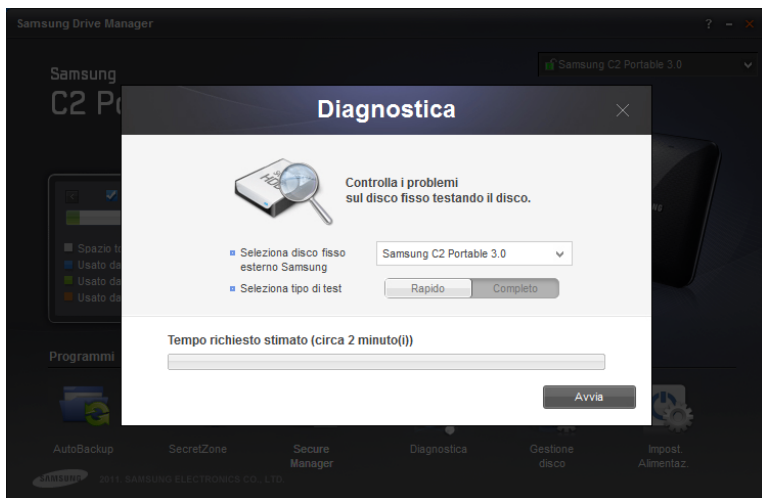 Samsung Drive Manager
? -
Samsung
C2 Po
Samsung C2 Portable 3.0
Diagnostica
Controlla i problemi
sul disco fisso testando il disco.
Seleziona disco fisso
esterno Samsung
Samsung C2 Portable 3.0
Seleziona tipo di test
Rapido
Completo
Spazio to
Usato da
Usato da
Usato da
Tempo richiesto stimato (circa 2 minuto(i))
Avvia
Programmi
AutoBackup
SecretZone
Secure
Manager
Diagnostica
Gestione
disco
Impost.
Alimentaz.
SAMSUNG 2011. SAMSUNG ELECTRONICS CO., LTD.